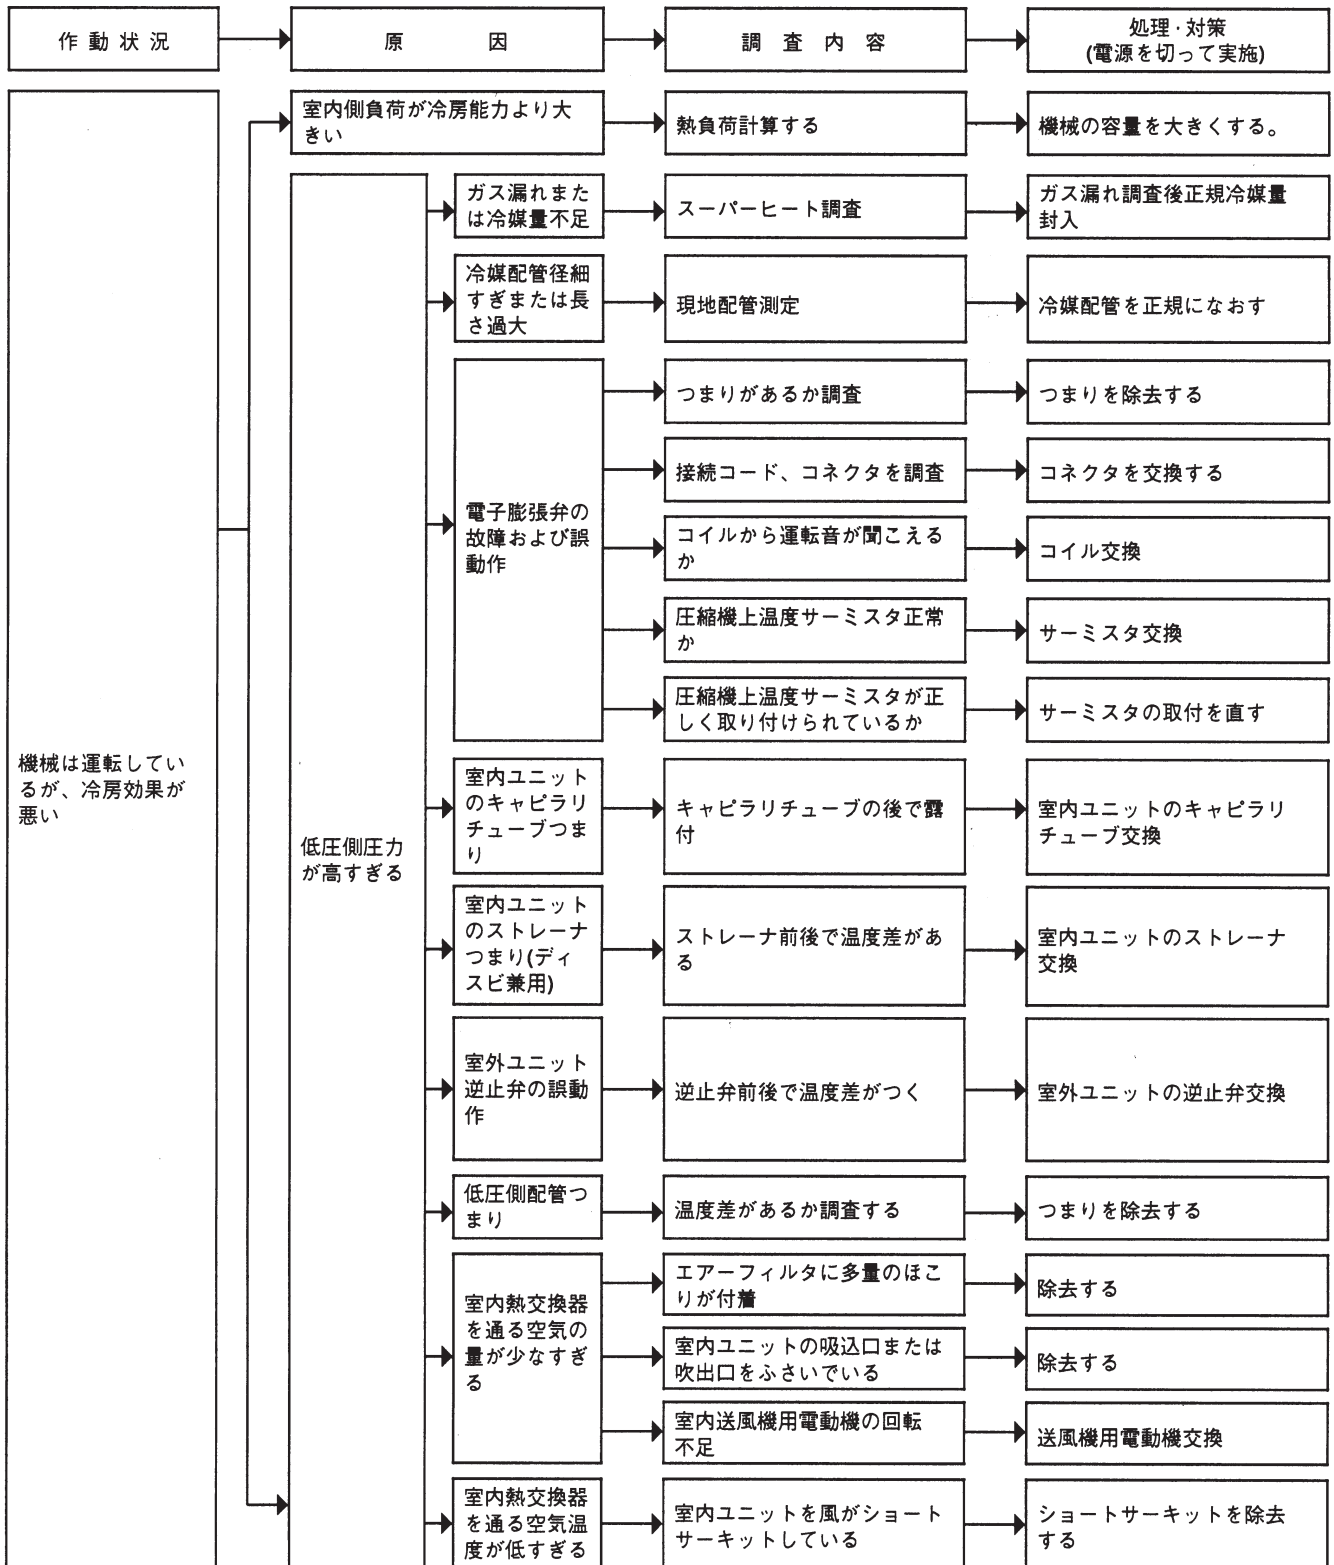 作動状況
原因
調査内容
処理・対策
(電源を切って実施)
機械は運転してい
るが、冷房効果が
悪い
室内側負荷が冷房能力より大
きい
熱負荷計算する
機械の容量を大きくする。
低圧側圧力
が高すぎる
ガス漏れまた
は冷媒量不足
スーパーヒート調査
ガス漏れ調査後正規冷媒量
封入
冷媒配管径細
すぎまたは長
さ過大
現地配管測定
冷媒配管を正規になおす
電子膨張弁の
故障および誤
動作
つまりがあるか調査
つまりを除去する
接続コード、コネクタを調査
コネクタを交換する
コイルから運転音が聞こえる
か
コイル交換
圧縮機上温度サーミスタ正常
か
サーミスタ交換
圧縮機上温度サーミスタが正
しく取り付けられているか
サーミスタの取付を直す
室内ユニット
のキャピラリ
チューブつま
り
キャピラリチューブの後で露
付
室内ユニットのキャピラリ
チューブ交換
室内ユニット
のストレーナ
つまり(ディ
スビ兼用)
ストレーナ前後で温度差があ
る
室内ユニットのストレーナ
交換
室外ユニット
逆止弁の誤動
作
逆止弁前後で温度差がつく
室外ユニットの逆止弁交換
低圧側配管つ
まり
温度差があるか調査する
つまりを除去する
室内熱交換器
を通る空気の
量が少なすぎ
る
エアーフィルタに多量のほこ
りが付着
除去する
室内ユニットの吸込口または
吹出口をふさいでいる
除去する
室内送風機用電動機の回転
不足
送風機用電動機交換
室内熱交換器
を通る空気温
度が低すぎる
室内ユニットを風がショート
サーキットしている
ショートサーキットを除去
する